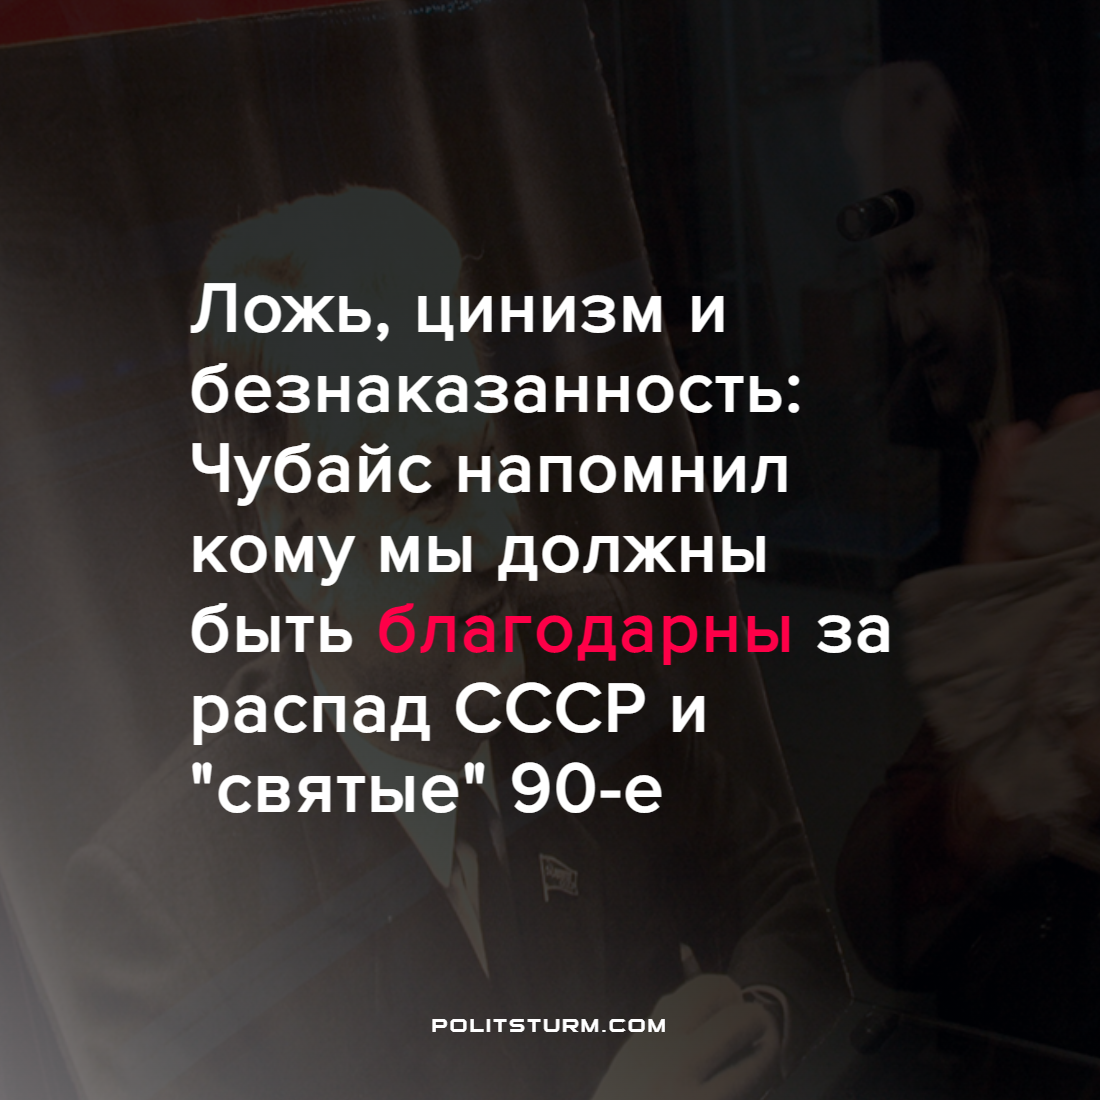 Ложь, цинизм и
безнаказанность:
Чубайс напомнил
кому мы должны
быть благодарны за
распад СССР и
"святые" 90-е
POLITSTURM.COM